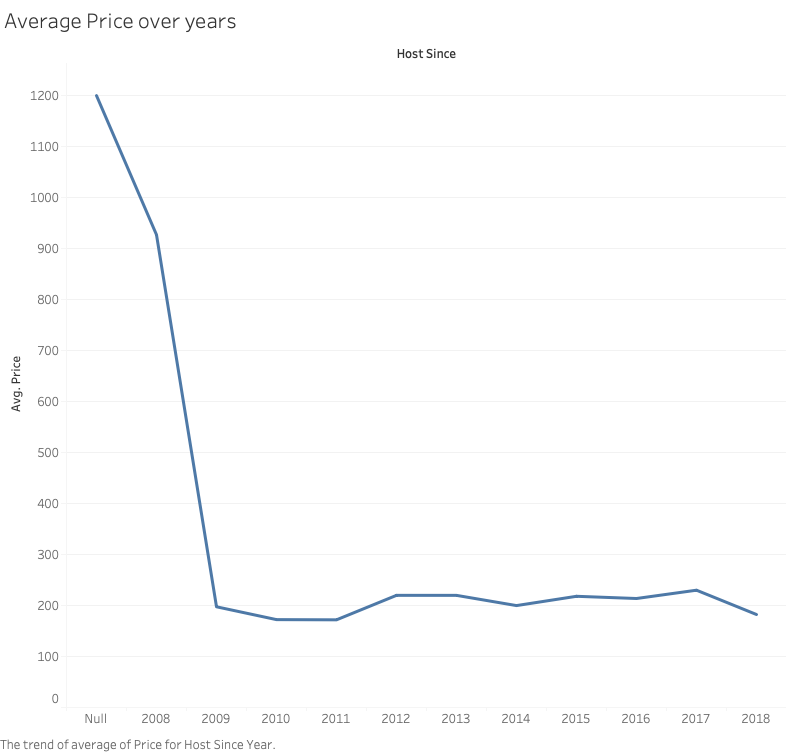 Average Price over years
Host Since
1200
1100
1000
900
800
700
600
500
400
300
200
100
0
Avg. Price
Null 2008 2009 2010 2011 2012 2013 2014 2015 2016 2017 2018
The trend of average of Price for Host Since Year.